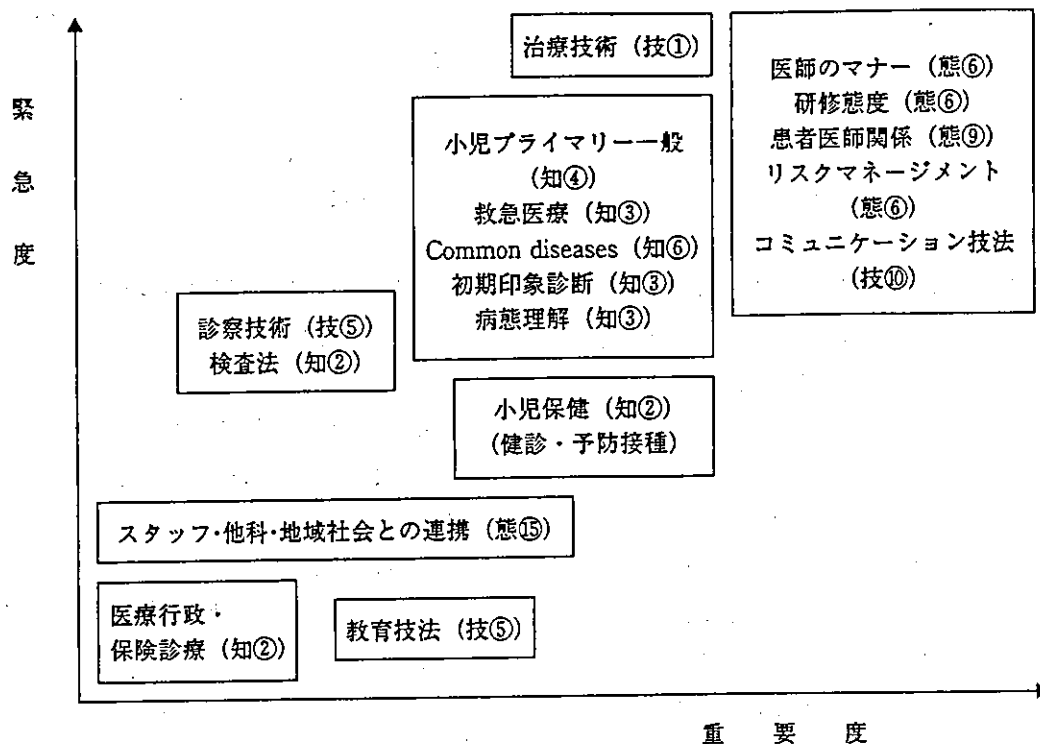 緊急度
治療技術（技①）
医師のマナー（態⑥）
研修態度（態⑥）
患者医師関係（態⑨）
リスクマネージメント
（態⑥）
コミュニケーション技法
（技⑩）
小児プライマリー一般
（知④）
救急医療（知③）
Common diseases（知⑥）
初期印象診断（知③）
病態理解（知③）
診察技術（技⑤）
検査法（知②）
小児保健（知②）
（健診・予防接種）
スタッフ・他科・地域社会との連携（態⑮）
医療行政・
保険診療（知②）
教育技法（技⑤）
重要度